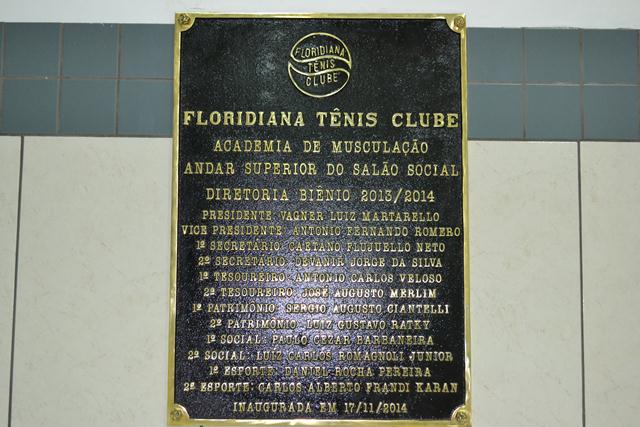 FLORIDIANA
TÊNIS
CLUBE
FLORIDIANA TÊNIS CLUBE
ACADEMIA DE MUSCULAÇÃO
ANDAR SUPERIOR DO SALÃO SOCIAL
DIRETORIA BIÊNIO 2013/2014
PRESIDENTE: VAGNER LUIZ MARTARELLO
VICE PRESIDENTE: ANTONIO FERNANDO ROMERO
1º SECRETÁRIO: CAETANO FLUJUELLO NETO
2º SECRETÁRIO: DEVANIR JORGE DA SILVA
1º TESOUREIRO: ANTONIO CARLOS VELOSO
2º TESOUREIRO: JOSÉ AUGUSTO MERLIM
1º PATRIMÔNIO: SERGIO AUGUSTO CIANTELLI
2º PATRIMÔNIO: LUIZ GUSTAVO RATKY
1º SOCIAL: PAULO CEZAR BARBANEIRA
2º SOCIAL: LUIZ CARLOS ROMAGNOLI JUNIOR
1º ESPORTE: DANIEL ROCHA PEREIRA
2º ESPORTE: CARLOS ALBERTO FRANDI KARAN
INAUGURADA EM 17/11/2014